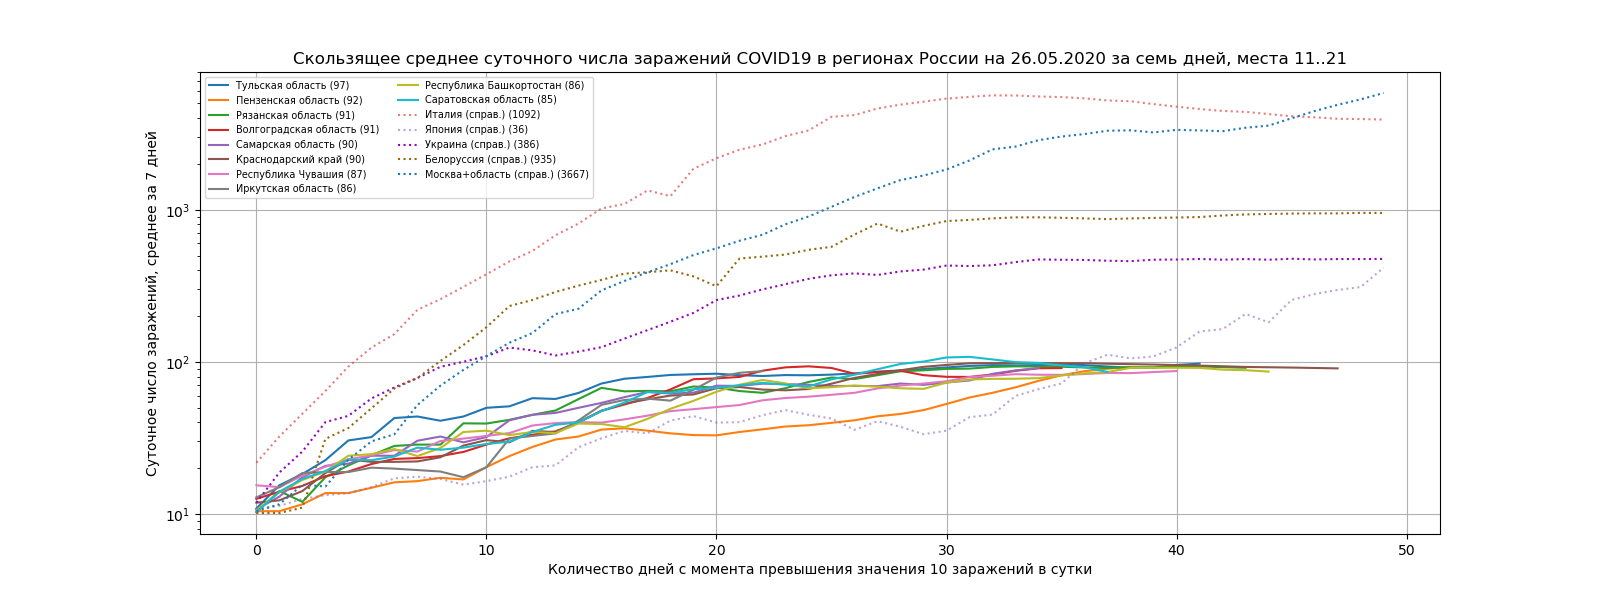 Скользящее среднее суточного числа заражений COVID19 в регионах России на 26.05.2020 за семь дней, места 11..21
Суточное число заражений, среднее за 7 дней
Тульская область (97)
Пензенская область (92)
Рязанская область (91)
Волгоградская область (91)
Самарская область (90)
Краснодарский край (90)
Республика Чувашия (87)
Иркутская область (86)
Республика Башкортостан (86)
Саратовская область (85)
Италия (справ.) (1092)
Япония (справ.) (36)
Украина (справ.) (386)
Белоруссия (справ.) (935)
Москва+область (справ.) (3667)
10³
10²
10¹
0 10 20 30 40 50
Количество дней с момента превышения значения 10 заражений в сутки